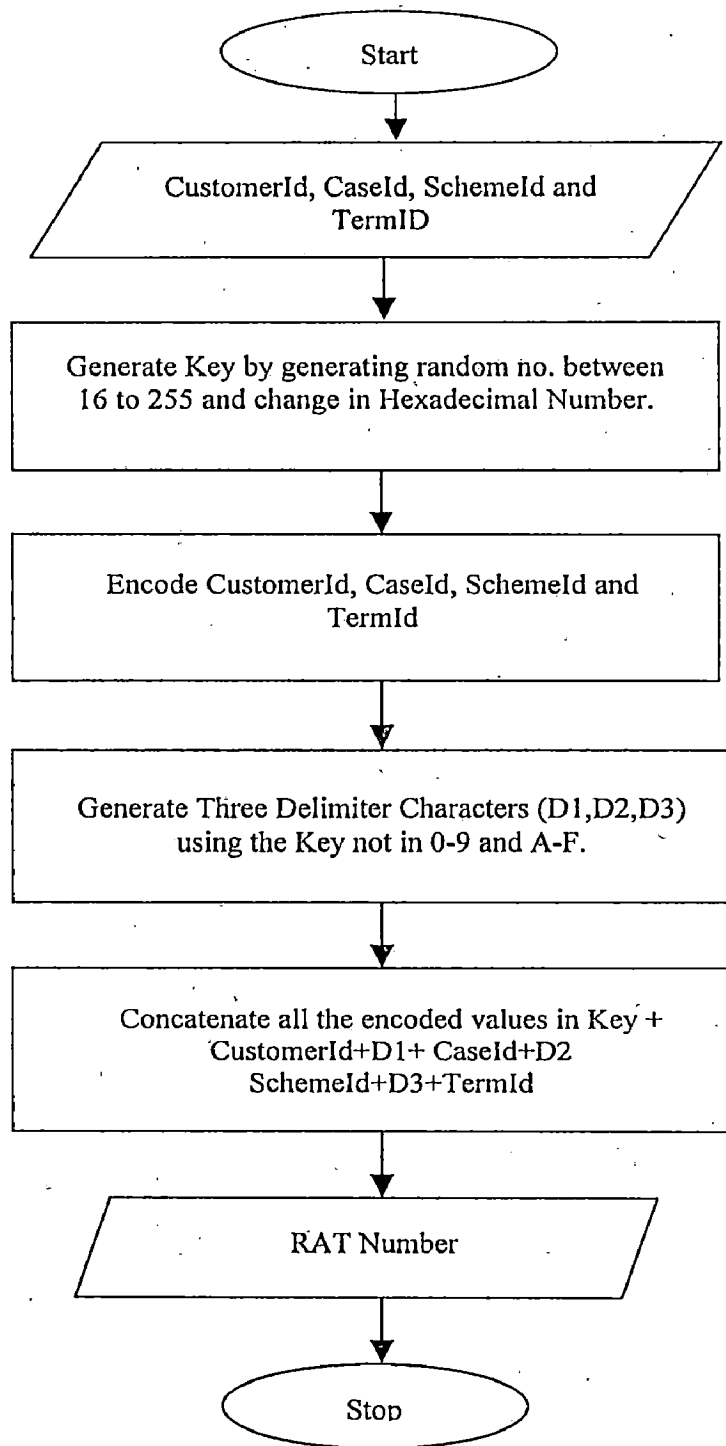 Start
CustomerId, CaseId, SchemeId and
TermID
Generate Key by generating random no. between
16 to 255 and change in Hexadecimal Number.
Encode CustomerId, CaseId, SchemeId and
TermId
Generate Three Delimiter Characters (D1,D2,D3)
using the Key not in 0-9 and A-F.
Concatenate all the encoded values in Key +
CustomerId+D1+ CaseId+D2
SchemeId+D3+TermId
RAT Number
Stop